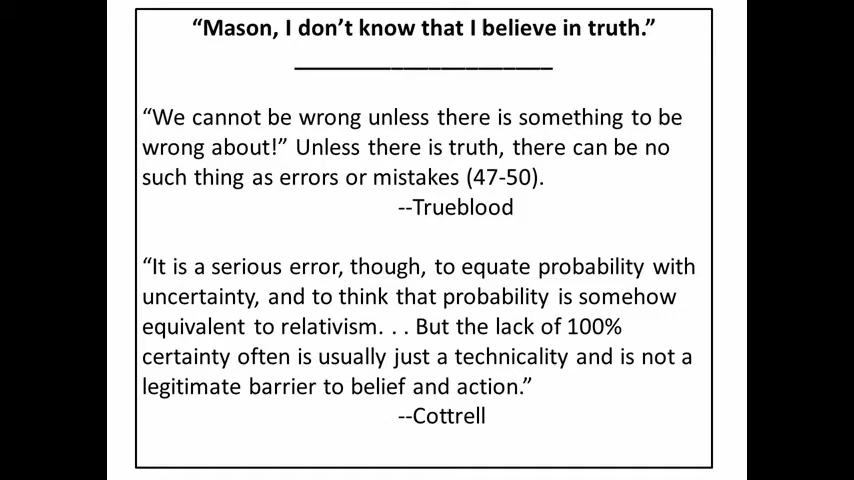 “Mason, I don’t know that I believe in truth.”
“We cannot be wrong unless there is something to be
wrong about!” Unless there is truth, there can be no
such thing as errors or mistakes (47-50).
--Trueblood
“It is a serious error, though, to equate probability with
uncertainty, and to think that probability is somehow
equivalent to relativism. . . But the lack of 100%
certainty often is usually just a technicality and is not a
legitimate barrier to belief and action.”
--Cottrell